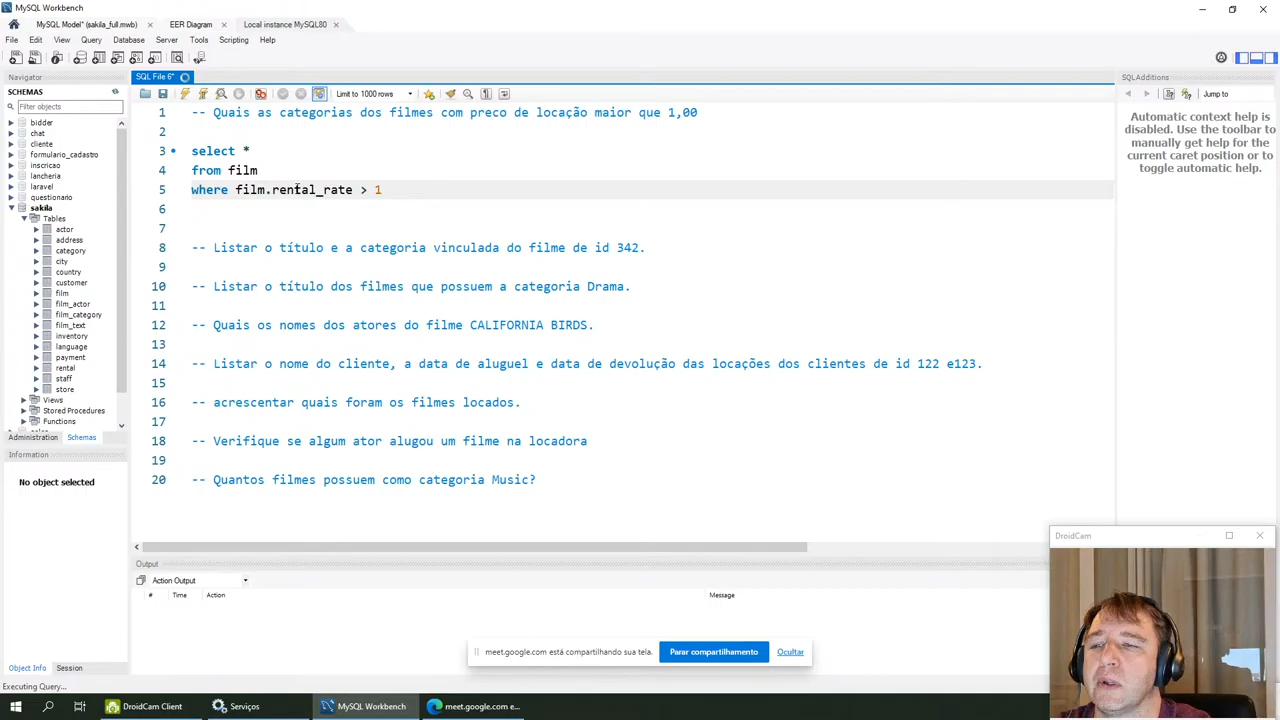 MySQL Workbench
MySQL Model* (sakila_full.mwb) ×
EER Diagram ×
Local instance MySQL80 ×
File Edit View Query Database Server Tools Scripting Help
Navigator
SCHEMAS
Filter objects
bidder
chat
cliente
formulario_cadastro
inscricao
lancheria
laravel
questionario
sakila
Tables
actor
address
category
city
country
customer
film
film_actor
film_category
film_text
inventory
language
payment
rental
staff
store
Views
Stored Procedures
Functions
Administration Schemas
Information
No object selected
Object Info Session
Executing Query...
SQL File 6*
Limit to 1000 rows
1 -- Quais as categorias dos filmes com preco de locação maior que 1,00
2
3 select *
4 from film
5 where film.rental_rate > 1
6
7
8 -- Listar o título e a categoria vinculada do filme de id 342.
9
10 -- Listar o título dos filmes que possuem a categoria Drama.
11
12 -- Quais os nomes dos atores do filme CALIFORNIA BIRDS.
13
14 -- Listar o nome do cliente, a data de aluguel e data de devolução das locações dos clientes de id 122 e123.
15
16 -- acrescentar quais foram os filmes locados.
17
18 -- Verifique se algum ator alugou um filme na locadora
19
20 -- Quantos filmes possuem como categoria Music?
Output
Action Output
# Time Action Message
SQLAdditions
Jump to
Automatic context help is
disabled. Use the toolbar to
manually get help for the
current caret position or to
toggle automatic help.
DroidCam
meet.google.com está compartilhando sua tela. Parar compartilhamento Ocultar
DroidCam Client
Serviços
MySQL Workbench
meet.google.com e...